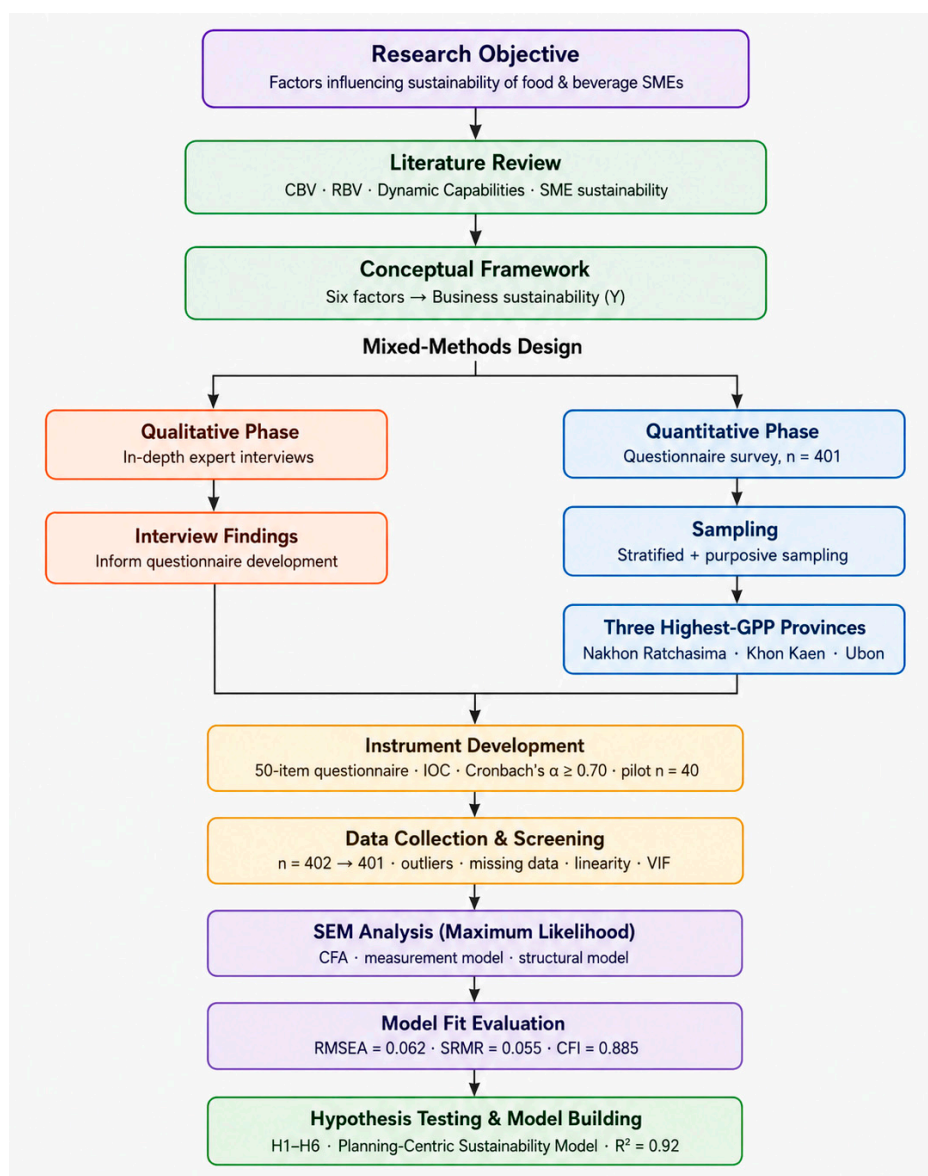 Research Objective
Factors influencing sustainability of food & beverage SMEs
Literature Review
CBV · RBV · Dynamic Capabilities · SME sustainability
Conceptual Framework
Six factors → Business sustainability (Y)
Mixed-Methods Design
Qualitative Phase
In-depth expert interviews
Interview Findings
Inform questionnaire development
Quantitative Phase
Questionnaire survey, n = 401
Sampling
Stratified + purposive sampling
Three Highest-GPP Provinces
Nakhon Ratchasima · Khon Kaen · Ubon
Instrument Development
50-item questionnaire · IOC · Cronbach's α ≥ 0.70 · pilot n = 40
Data Collection & Screening
n = 402 → 401 · outliers · missing data · linearity · VIF
SEM Analysis (Maximum Likelihood)
CFA · measurement model · structural model
Model Fit Evaluation
RMSEA = 0.062 · SRMR = 0.055 · CFI = 0.885
Hypothesis Testing & Model Building
H1–H6 · Planning-Centric Sustainability Model · R² = 0.92